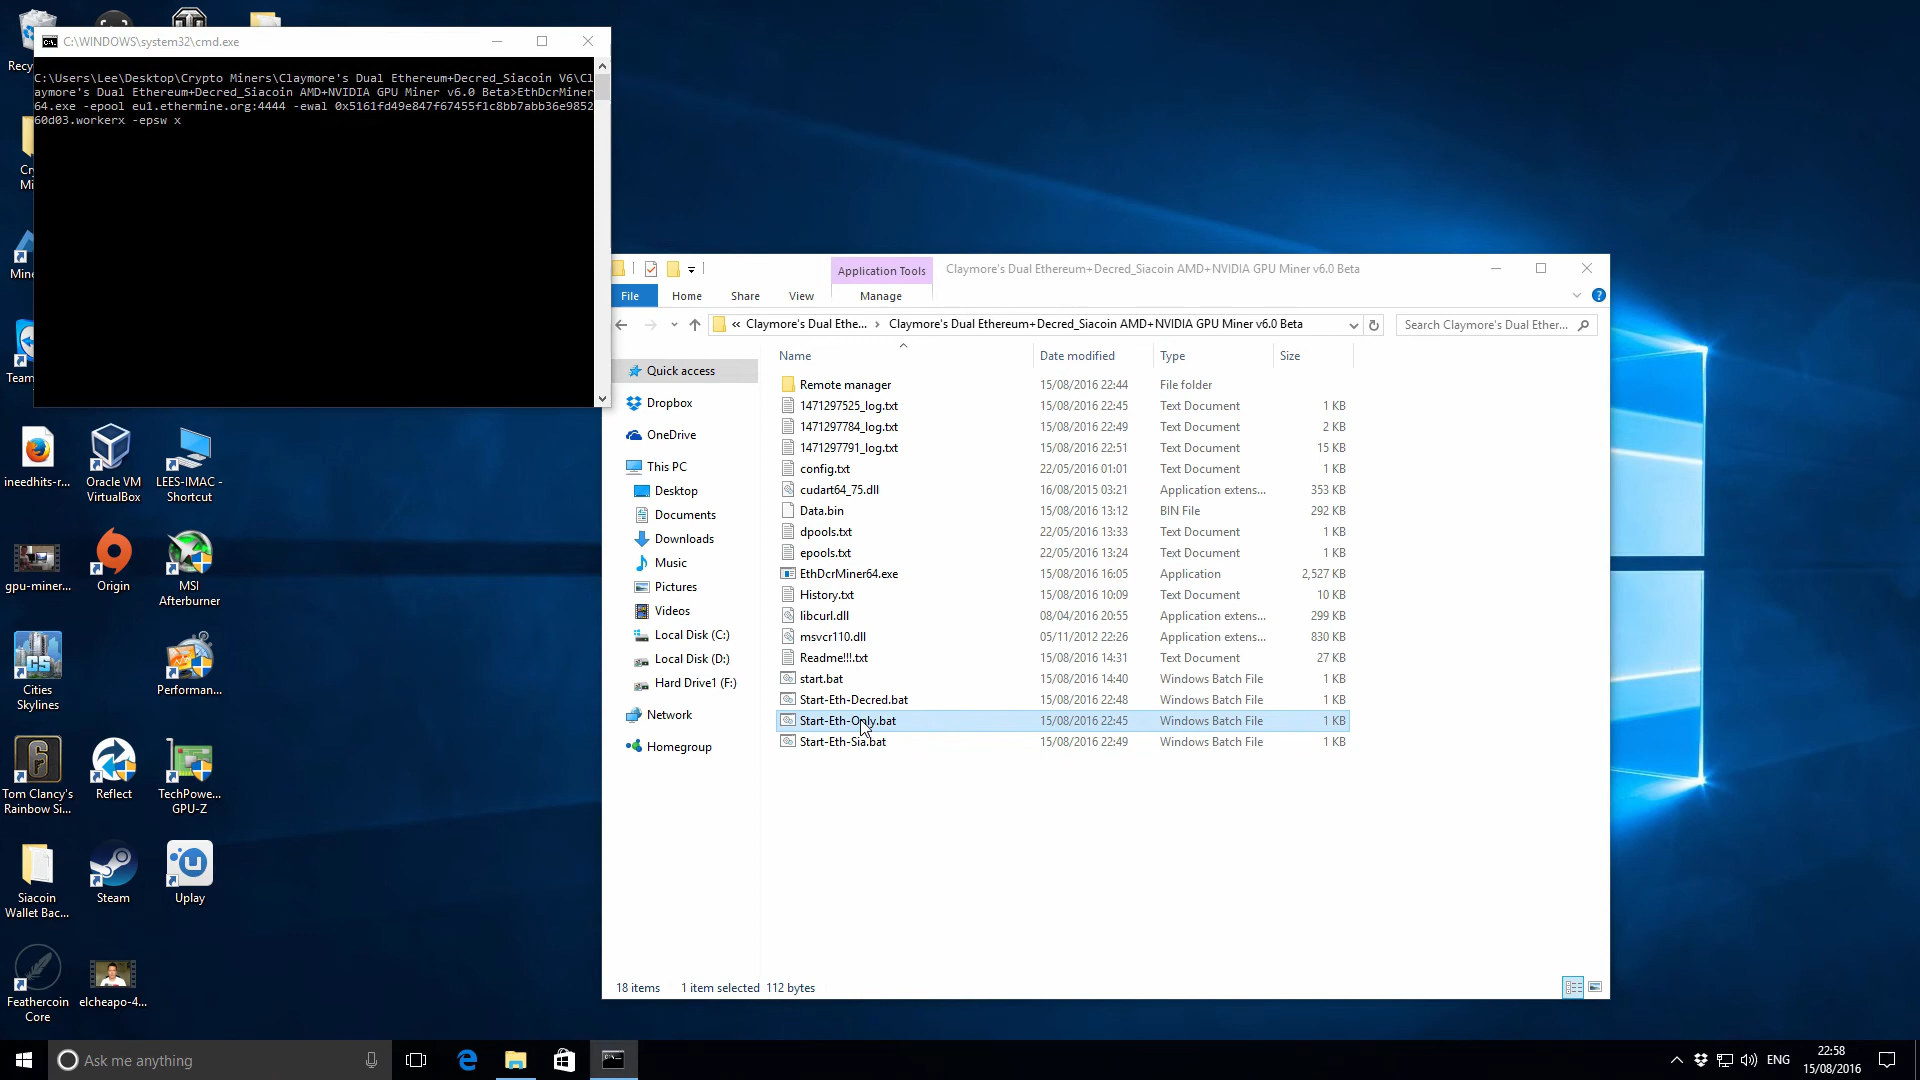 Recy
C:\WINDOWS\system32\cmd.exe
C:\Users\Lee\Desktop\Crypto Miners\Claymore's Dual Ethereum+Decred_Siacoin V6\Cl
aymore's Dual Ethereum+Decred_Siacoin AMD+NVIDIA GPU Miner v6.0 Beta>EthDcrMiner
64.exe -epool eu1.ethermine.org:4444 -ewal 0x5161fd49e847f67455f1c8bb7abb36e9852
60d03.workerx -epsw x
Cry
Mi
Mine
Team
ineedhits-r...
Oracle VM
VirtualBox
LEES-IMAC -
Shortcut
gpu-miner...
Origin
MSI
Afterburner
CS
Cities
Skylines
Performan...
6
Tom Clancy's
Rainbow Si...
Reflect
TechPowe...
GPU-Z
Siacoin
Wallet Bac...
Steam
Uplay
Feathercoin
Core
elcheapo-4...
Application Tools
Claymore's Dual Ethereum+Decred_Siacoin AMD+NVIDIA GPU Miner v6.0 Beta
File
Home
Share
View
Manage
« Claymore's Dual Ethe... › Claymore's Dual Ethereum+Decred_Siacoin AMD+NVIDIA GPU Miner v6.0 Beta
Search Claymore's Dual Ether...
Quick access
Dropbox
OneDrive
This PC
Desktop
Documents
Downloads
Music
Pictures
Videos
Local Disk (C:)
Local Disk (D:)
Hard Drive1 (F:)
Network
Homegroup
Name Date modified Type Size
Remote manager 15/08/2016 22:44 File folder
1471297525_log.txt 15/08/2016 22:45 Text Document 1 KB
1471297784_log.txt 15/08/2016 22:49 Text Document 2 KB
1471297791_log.txt 15/08/2016 22:51 Text Document 15 KB
config.txt 22/05/2016 01:01 Text Document 1 KB
cudart64_75.dll 16/08/2015 03:21 Application extens... 353 KB
Data.bin 15/08/2016 13:12 BIN File 292 KB
dpools.txt 22/05/2016 13:33 Text Document 1 KB
epools.txt 22/05/2016 13:24 Text Document 1 KB
EthDcrMiner64.exe 15/08/2016 16:05 Application 2,527 KB
History.txt 15/08/2016 10:09 Text Document 10 KB
libcurl.dll 08/04/2016 20:55 Application extens... 299 KB
msvcr110.dll 05/11/2012 22:26 Application extens... 830 KB
Readme!!!.txt 15/08/2016 14:31 Text Document 27 KB
start.bat 15/08/2016 14:40 Windows Batch File 1 KB
Start-Eth-Decred.bat 15/08/2016 22:48 Windows Batch File 1 KB
Start-Eth-Only.bat 15/08/2016 22:45 Windows Batch File 1 KB
Start-Eth-Sia.bat 15/08/2016 22:49 Windows Batch File 1 KB
18 items 1 item selected 112 bytes
Ask me anything
ENG
22:58
15/08/2016